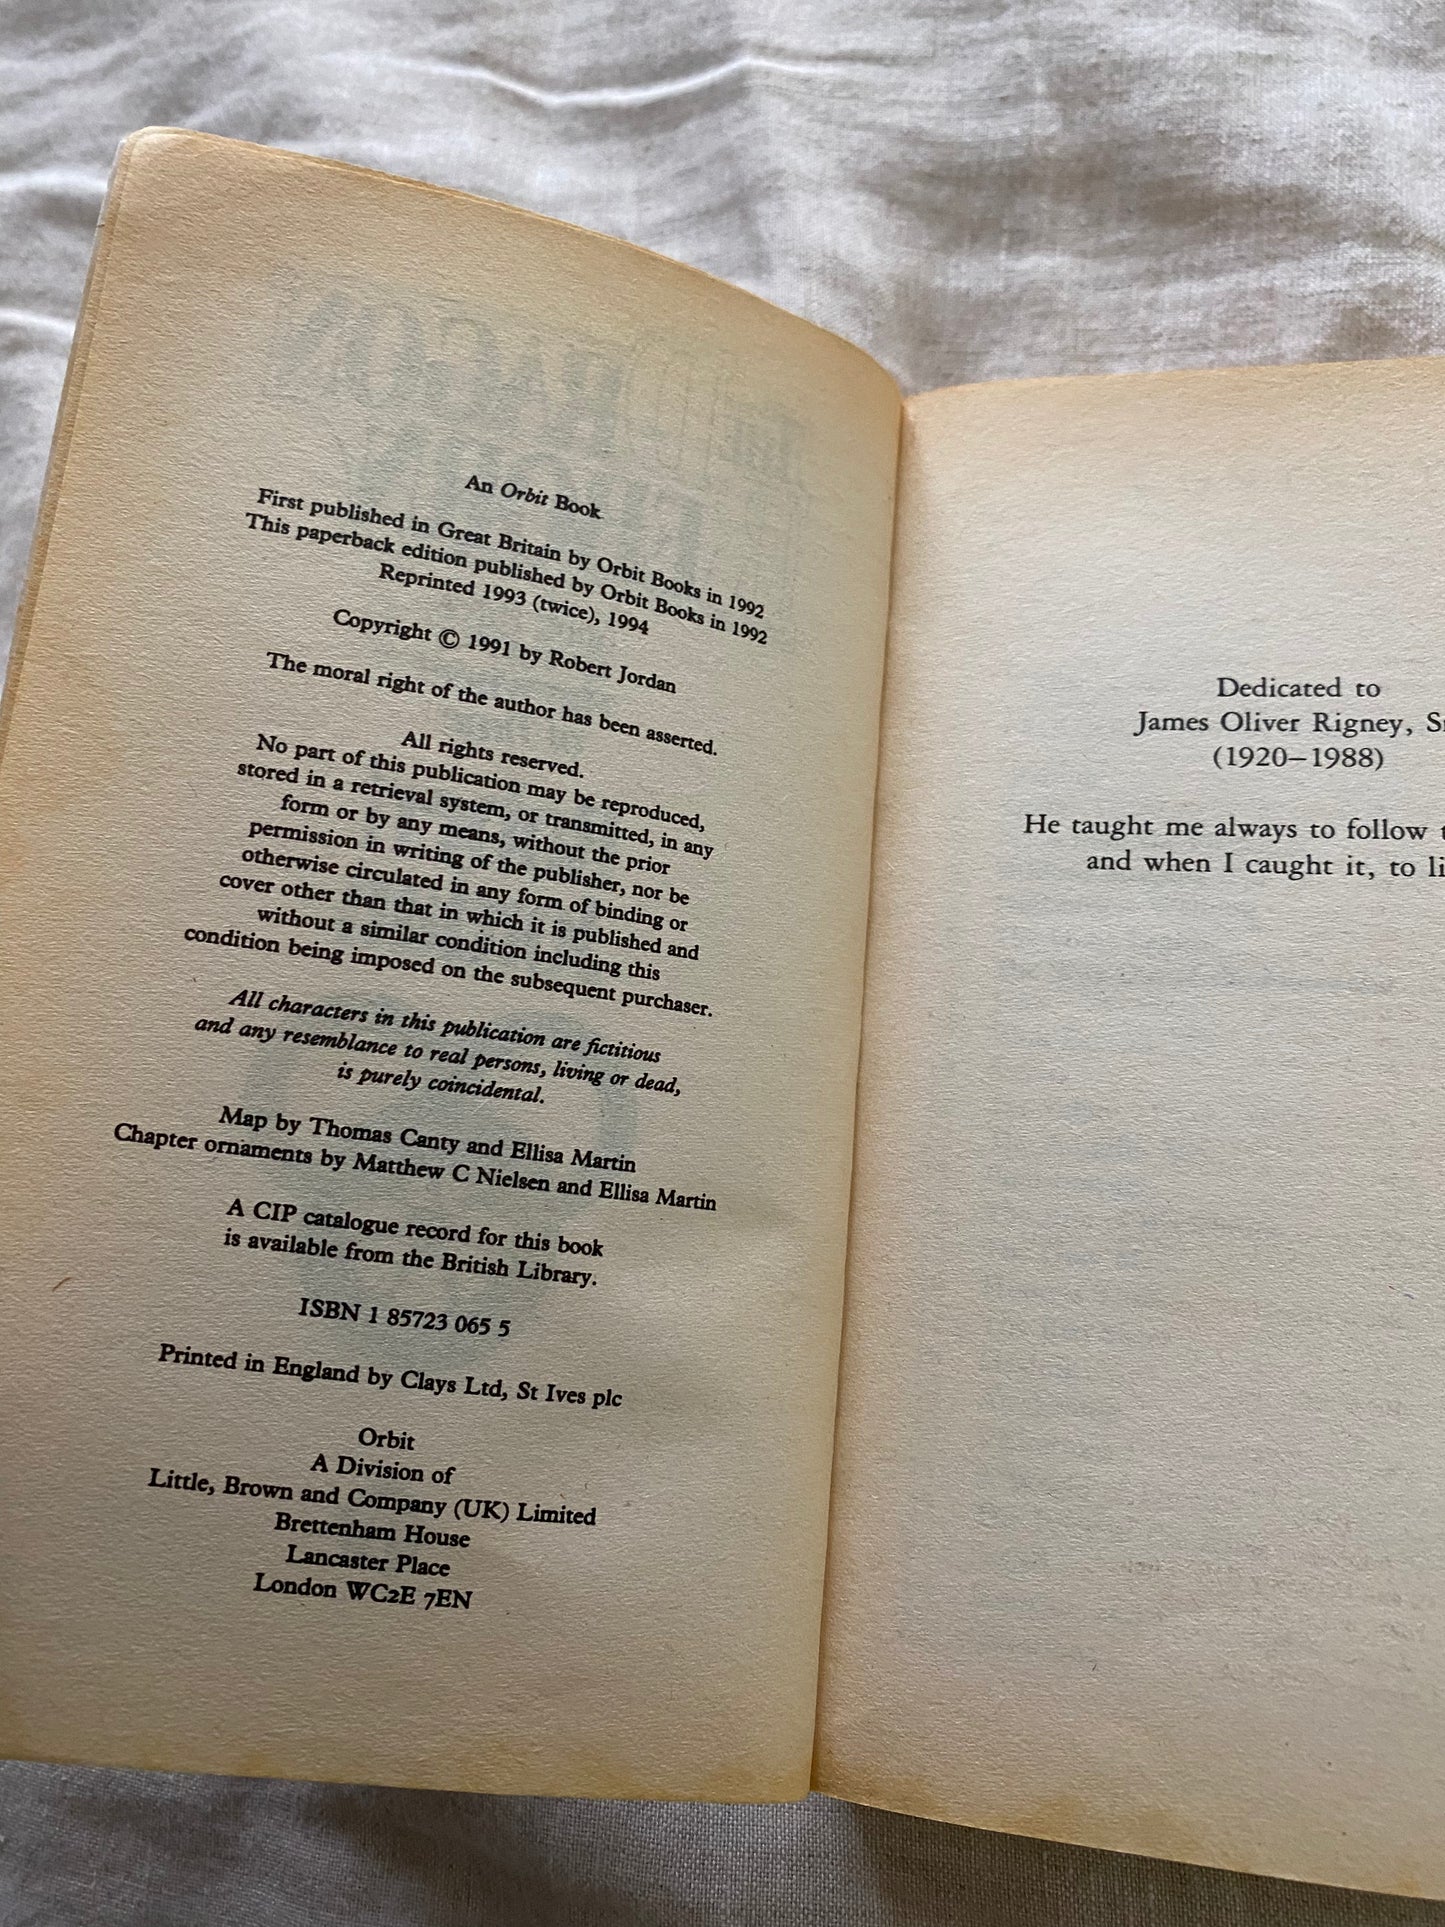 An Orbit Book
First published in Great Britain by Orbit Books in 1992
This paperback edition published by Orbit Books in 1992
Reprinted 1993 (twice), 1994
Copyright © 1991 by Robert Jordan
The moral right of the author has been asserted.
All rights reserved.
No part of this publication may be reproduced,
stored in a retrieval system, or transmitted, in any
form or by any means, without the prior
permission in writing of the publisher, nor be
otherwise circulated in any form of binding or
cover other than that in which it is published and
without a similar condition including this
condition being imposed on the subsequent purchaser.
All characters in this publication are fictitious
and any resemblance to real persons, living or dead,
is purely coincidental.
Map by Thomas Canty and Ellisa Martin
Chapter ornaments by Matthew C Nielsen and Ellisa Martin
A CIP catalogue record for this book
is available from the British Library.
ISBN 1 85723 065 5
Printed in England by Clays Ltd, St Ives plc
Orbit
A Division of
Little, Brown and Company (UK) Limited
Brettenham House
Lancaster Place
London WC2E 7EN
Dedicated to
James Oliver Rigney,
(1920–1988)
He taught me always to follow
and when I caught it, to